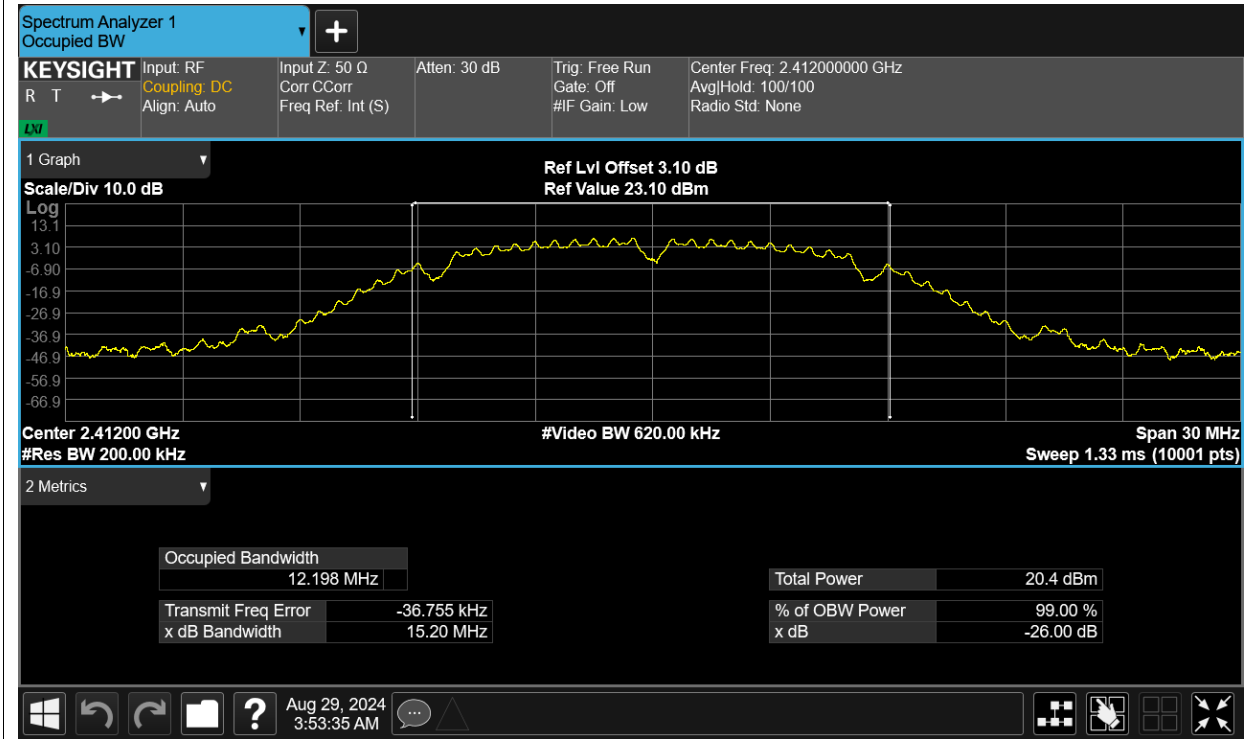 Spectrum Analyzer 1
Occupied BW
KEYSIGHT
R T
LXI
Input: RF
Coupling: DC
Align: Auto
Input Z: 50 Ω
Corr CCorr
Freq Ref: Int (S)
Atten: 30 dB
Trig: Free Run
Gate: Off
#IF Gain: Low
Center Freq: 2.412000000 GHz
Avg|Hold: 100/100
Radio Std: None
1 Graph
Scale/Div 10.0 dB
Ref Lvl Offset 3.10 dB
Ref Value 23.10 dBm
Log
13.1
3.10
-6.90
-16.9
-26.9
-36.9
-46.9
-56.9
-66.9
Center 2.41200 GHz
#Video BW 620.00 kHz
Span 30 MHz
#Res BW 200.00 kHz
Sweep 1.33 ms (10001 pts)
2 Metrics
Occupied Bandwidth
12.198 MHz
Total Power 20.4 dBm
Transmit Freq Error -36.755 kHz
% of OBW Power 99.00 %
x dB Bandwidth 15.20 MHz
x dB -26.00 dB
?
Aug 29, 2024
3:53:35 AM